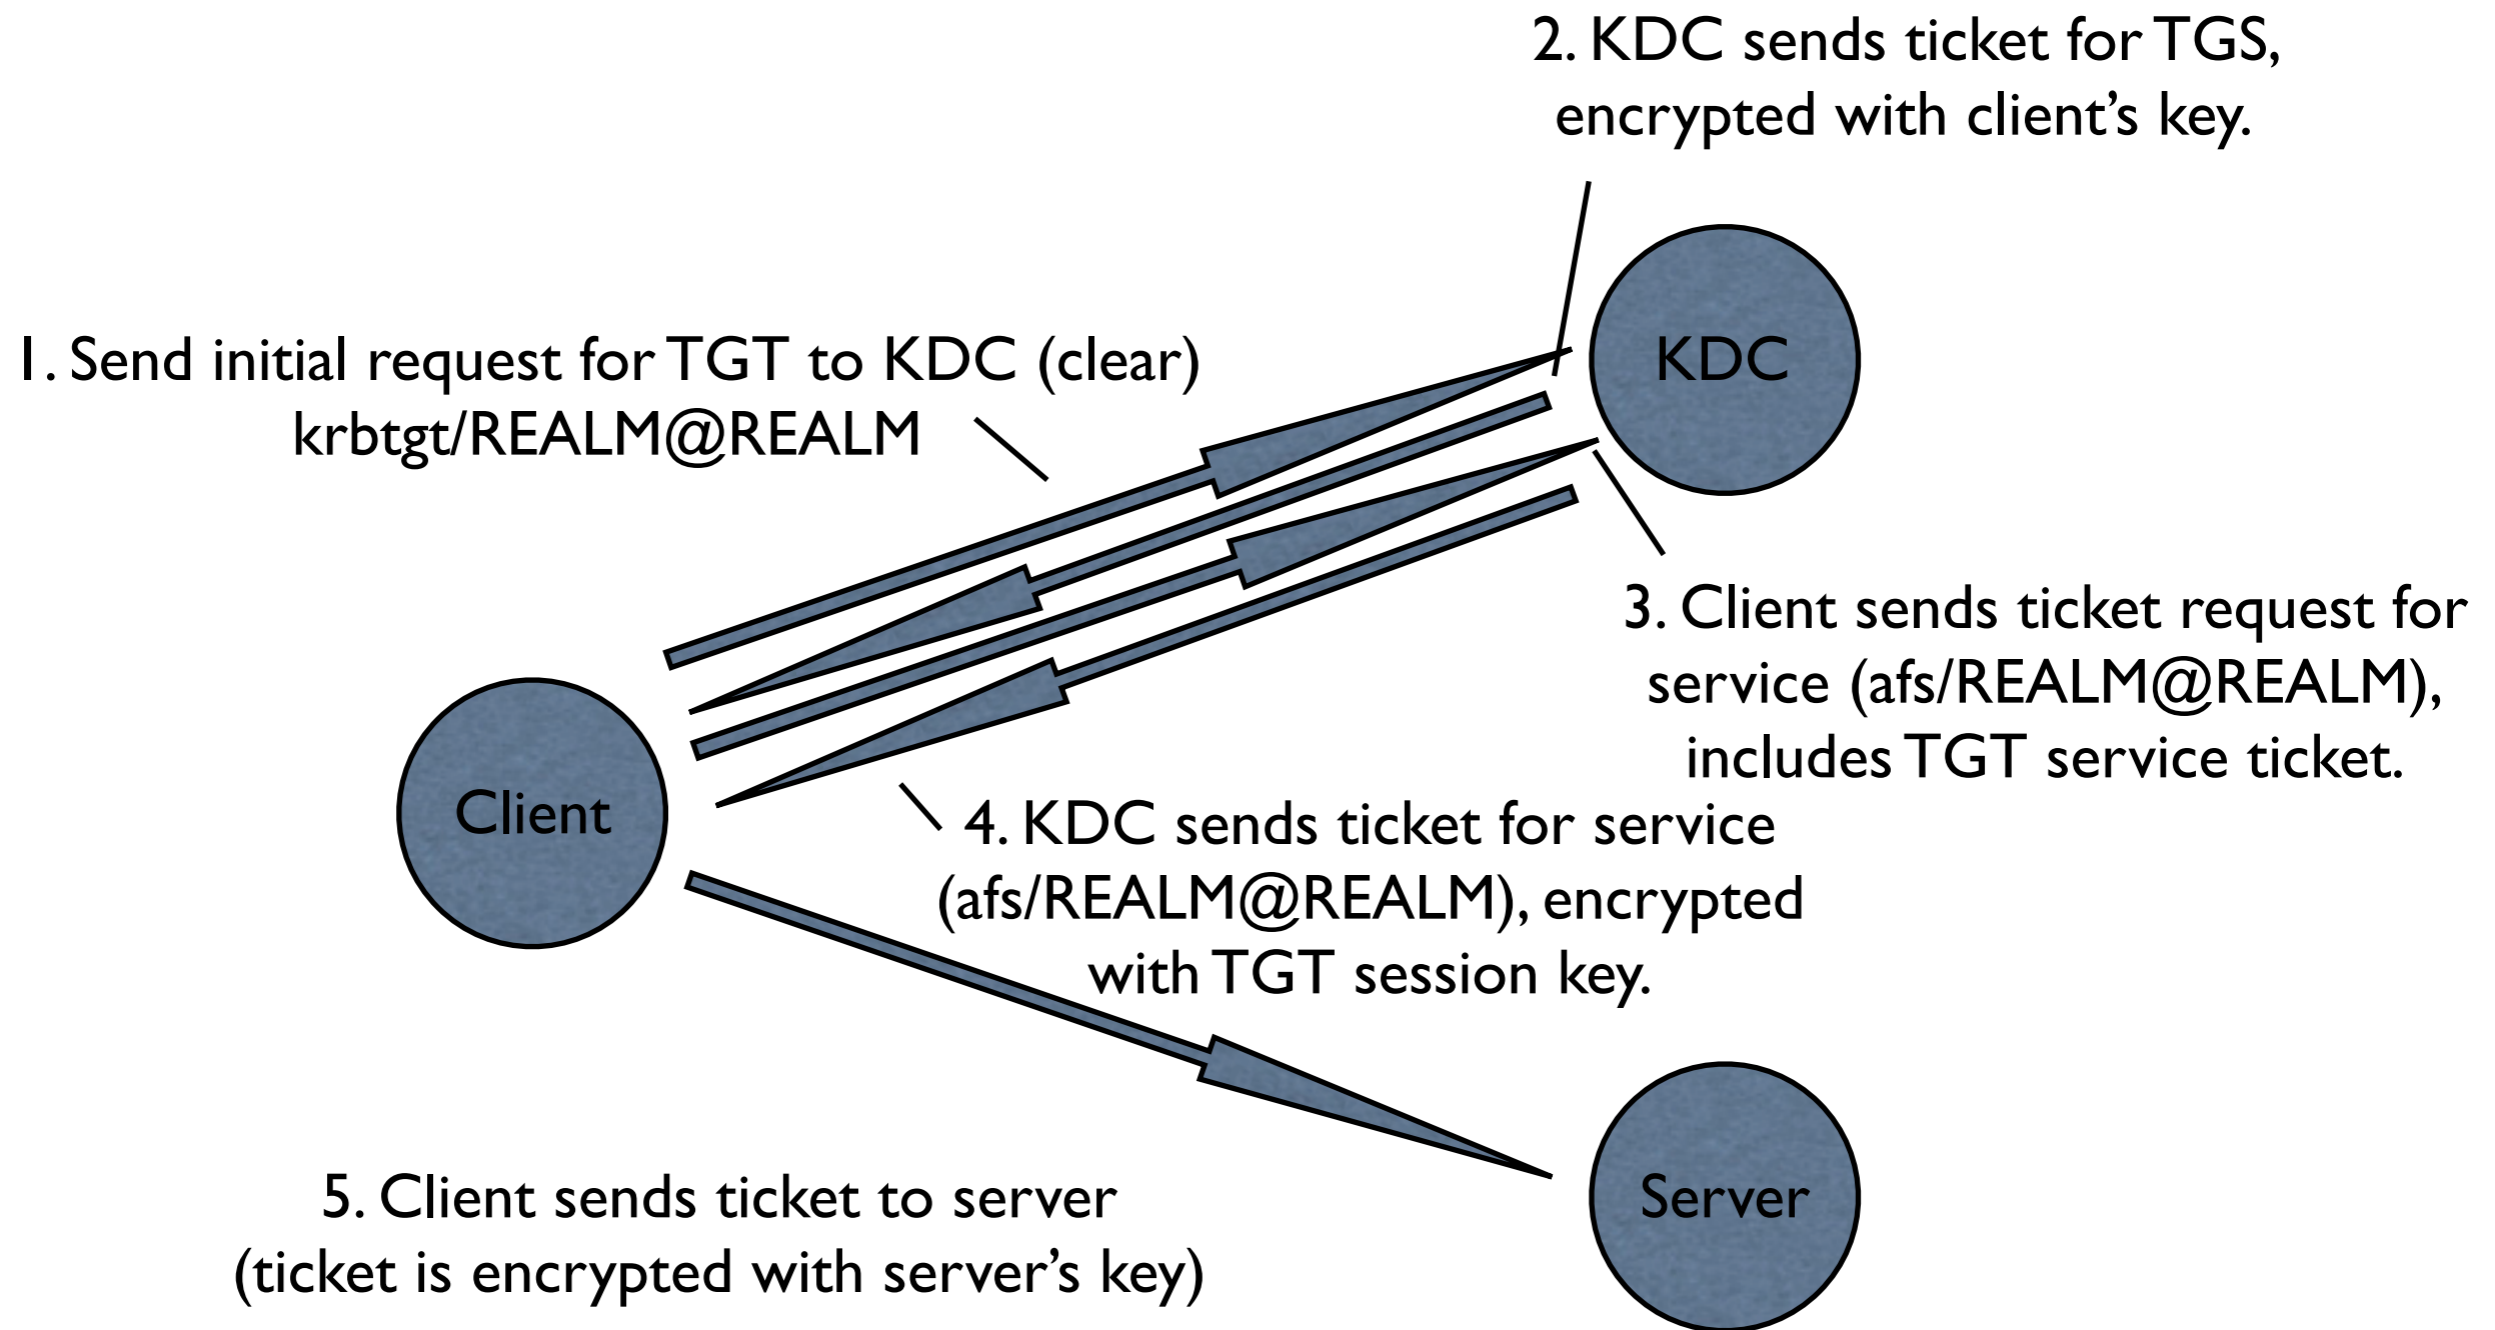 2. KDC sends ticket for TGS,
encrypted with client’s key.
KDC
1. Send initial request for TGT to KDC (clear)
krbtgt/REALM@REALM
3. Client sends ticket request for
service (afs/REALM@REALM),
includes TGT service ticket.
Client
4. KDC sends ticket for service
(afs/REALM@REALM), encrypted
with TGT session key.
5. Client sends ticket to server
(ticket is encrypted with server’s key)
Server